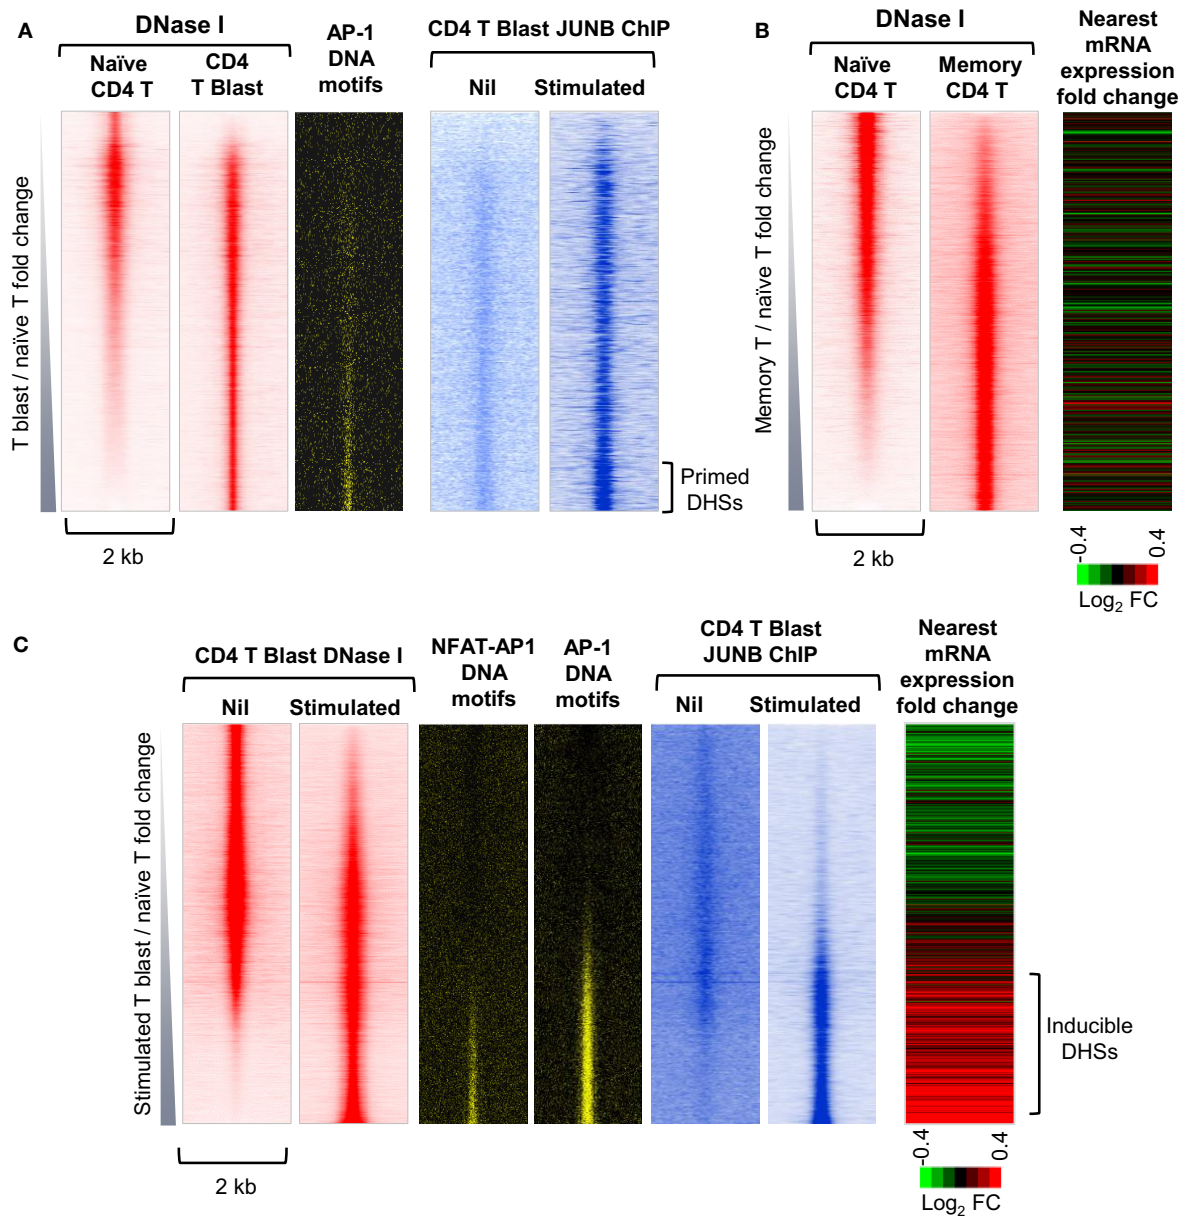 A
DNase I
Naïve
CD4 T
CD4
T Blast
AP-1
DNA
motifs
CD4 T Blast JUNB ChIP
Nil
Stimulated
T blast / naïve T fold change
Primed
DHSs
2 kb
B
DNase I
Naïve
CD4 T
Memory
CD4 T
Nearest
mRNA
expression
fold change
Memory T / naïve T fold change
2 kb
-0.4
0.4
Log2 FC
C
CD4 T Blast DNase I
Nil
Stimulated
NFAT-AP1
DNA
motifs
AP-1
DNA
motifs
CD4 T Blast
JUNB ChIP
Nil
Stimulated
Nearest
mRNA
expression
fold change
Stimulated T blast / naïve T fold change
Inducible
DHSs
2 kb
-0.4
0.4
Log2 FC